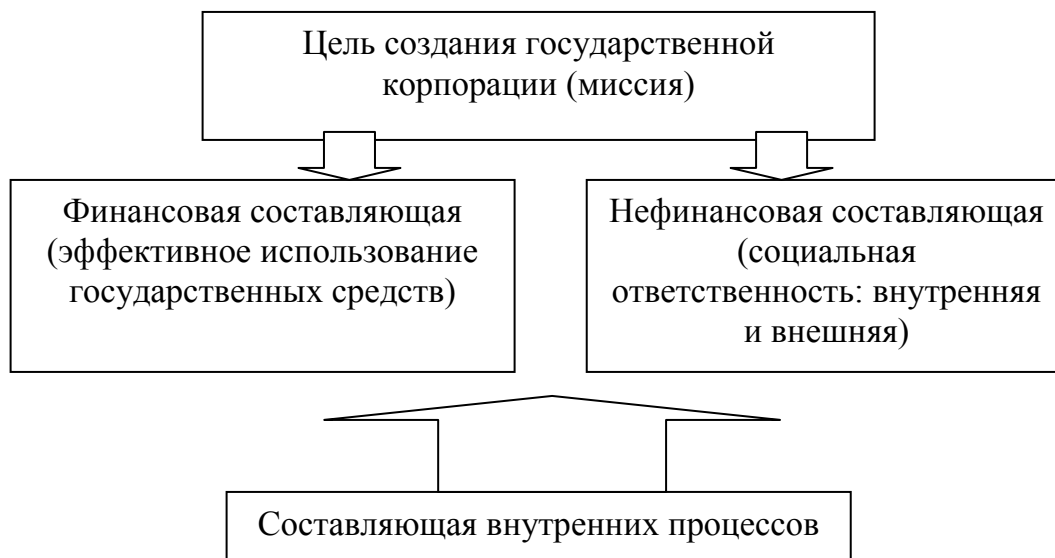 Цель создания государственной
корпорации (миссия)
Финансовая составляющая
(эффективное использование
государственных средств)
Нефинансовая составляющая
(социальная
ответственность: внутренняя
и внешняя)
Составляющая внутренних процессов